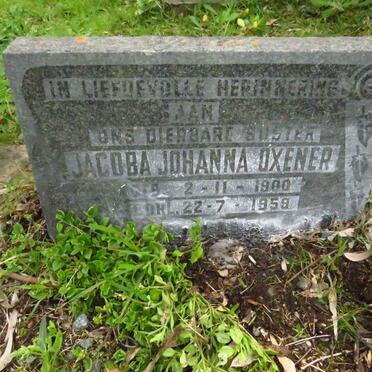 IN LIEFDEVOLLE HERINNERING
AAN
ONS DIERBARE SUSTER
JACOBA JOHANNA OXENER
2-11-1900
22-7-1959